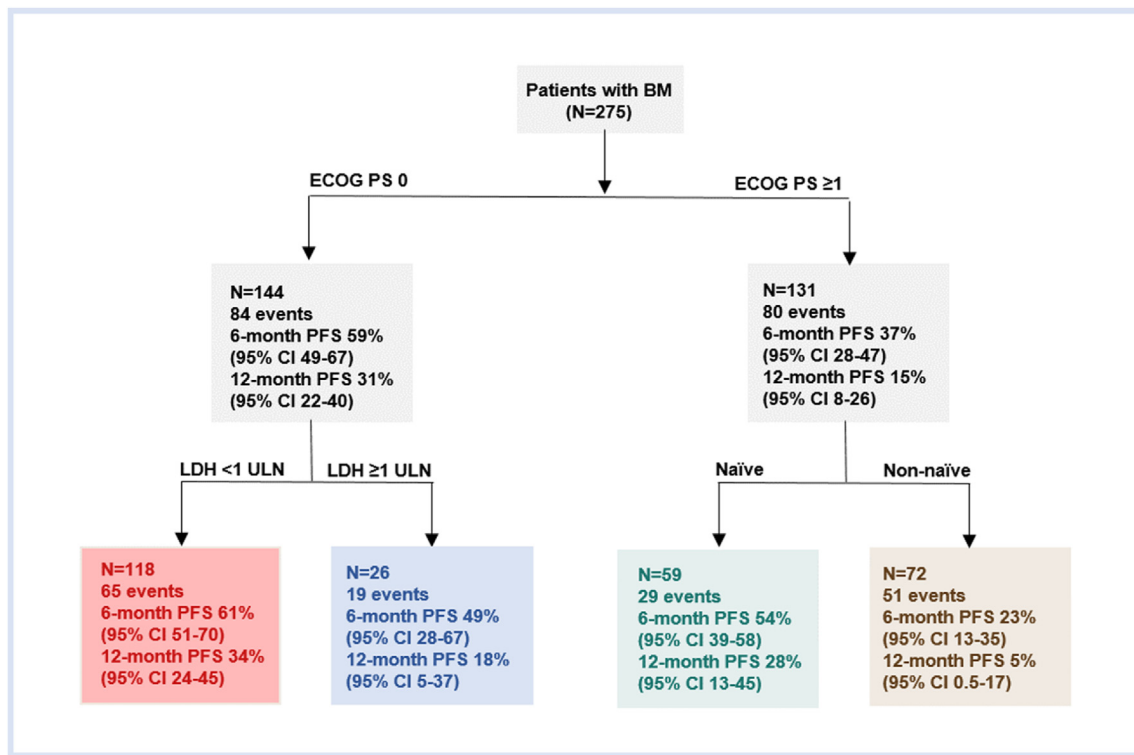 Patients with BM
(N=275)
ECOG PS 0
ECOG PS ≥1
N=144
84 events
6-month PFS 59%
(95% CI 49-67)
12-month PFS 31%
(95% CI 22-40)
N=131
80 events
6-month PFS 37%
(95% CI 28-47)
12-month PFS 15%
(95% CI 8-26)
LDH <1 ULN
LDH ≥1 ULN
Naïve
Non-naïve
N=118
65 events
6-month PFS 61%
(95% CI 51-70)
12-month PFS 34%
(95% CI 24-45)
N=26
19 events
6-month PFS 49%
(95% CI 28-67)
12-month PFS 18%
(95% CI 5-37)
N=59
29 events
6-month PFS 54%
(95% CI 39-58)
12-month PFS 28%
(95% CI 13-45)
N=72
51 events
6-month PFS 23%
(95% CI 13-35)
12-month PFS 5%
(95% CI 0.5-17)